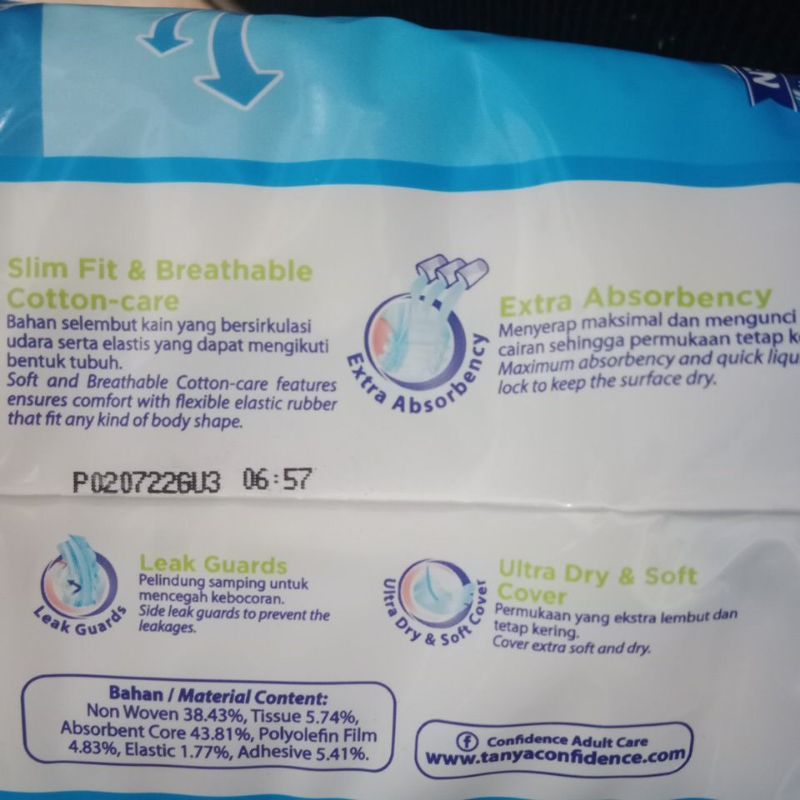 Slim Fit & Breathable
Cotton-care
Bahan selembut kain yang bersirkulasi
udara serta elastis yang dapat mengikuti
bentuk tubuh.
Soft and Breathable Cotton-care features
ensures comfort with flexible elastic rubber
that fit any kind of body shape.
Extra Absorbency
Extra Absorbency
Menyerap maksimal dan mengunci
cairan sehingga permukaan tetap
Maximum absorbency and quick
lock to keep the surface dry.
P0207226U3 06:57
Leak Guards
Leak Guards
Pelindung samping untuk
mencegah kebocoran.
Side leak guards to prevent the
leakages.
Ultra Dry & Soft Cover
Ultra Dry & Soft
Cover
Permukaan yang ekstra lembut dan
tetap kering.
Cover extra soft and dry.
Bahan / Material Content:
Non Woven 38.43%, Tissue 5.74%,
Absorbent Core 43.81%, Polyolefin Film
4.83%, Elastic 1.77%, Adhesive 5.41%.
f Confidence Adult Care
www.tanyaconfidence.com